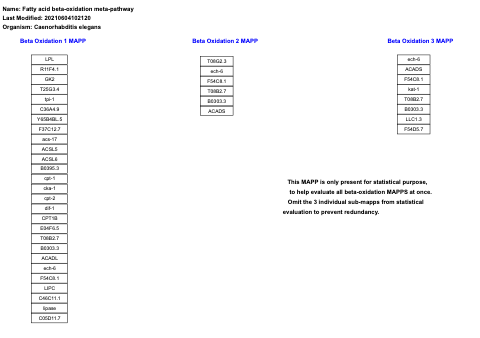 Name: Fatty acid beta-oxidation meta-pathway
Last Modified: 20210604102120
Organism: Caenorhabditis elegans
Beta Oxidation 1 MAPP
LPL
R11F4.1
GK2
T25G3.4
tpi-1
C36A4.9
Y65B4BL.5
F37C12.7
acs-17
ACSL5
ACSL6
B0395.3
cpt-1
cka-1
cpt-2
dif-1
CPT1B
E04F6.5
T08B2.7
B0303.3
ACADL
ech-6
F54C8.1
LIPC
C46C11.1
lipase
C05D11.7
Beta Oxidation 2 MAPP
T08G2.3
ech-6
F54C8.1
T08B2.7
B0303.3
ACADS
Beta Oxidation 3 MAPP
ech-6
ACADS
F54C8.1
kat-1
T08B2.7
B0303.3
LLC1.3
F54D5.7
This MAPP is only present for statistical purpose,
to help evaluate all beta-oxidation MAPPS at once.
Omit the 3 individual sub-mapps from statistical
evaluation to prevent redundancy.